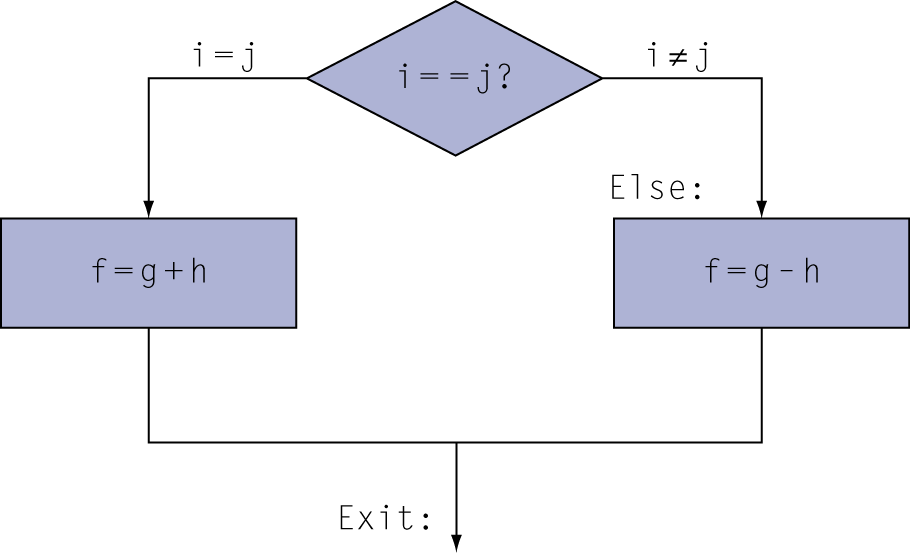 i=j
i≠j
i==j?
Else:
f=g+h
f=g-h
Exit: